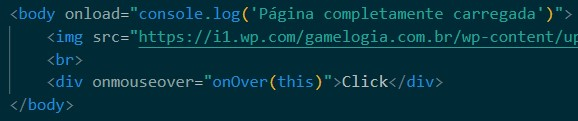 <body onload="console.log('Página completamente carregada')">
<img src="https://i1.wp.com/gamelogia.com.br/wp-content/up
<br>
<div onmouseover="onOver(this)">Click</div>
</body>